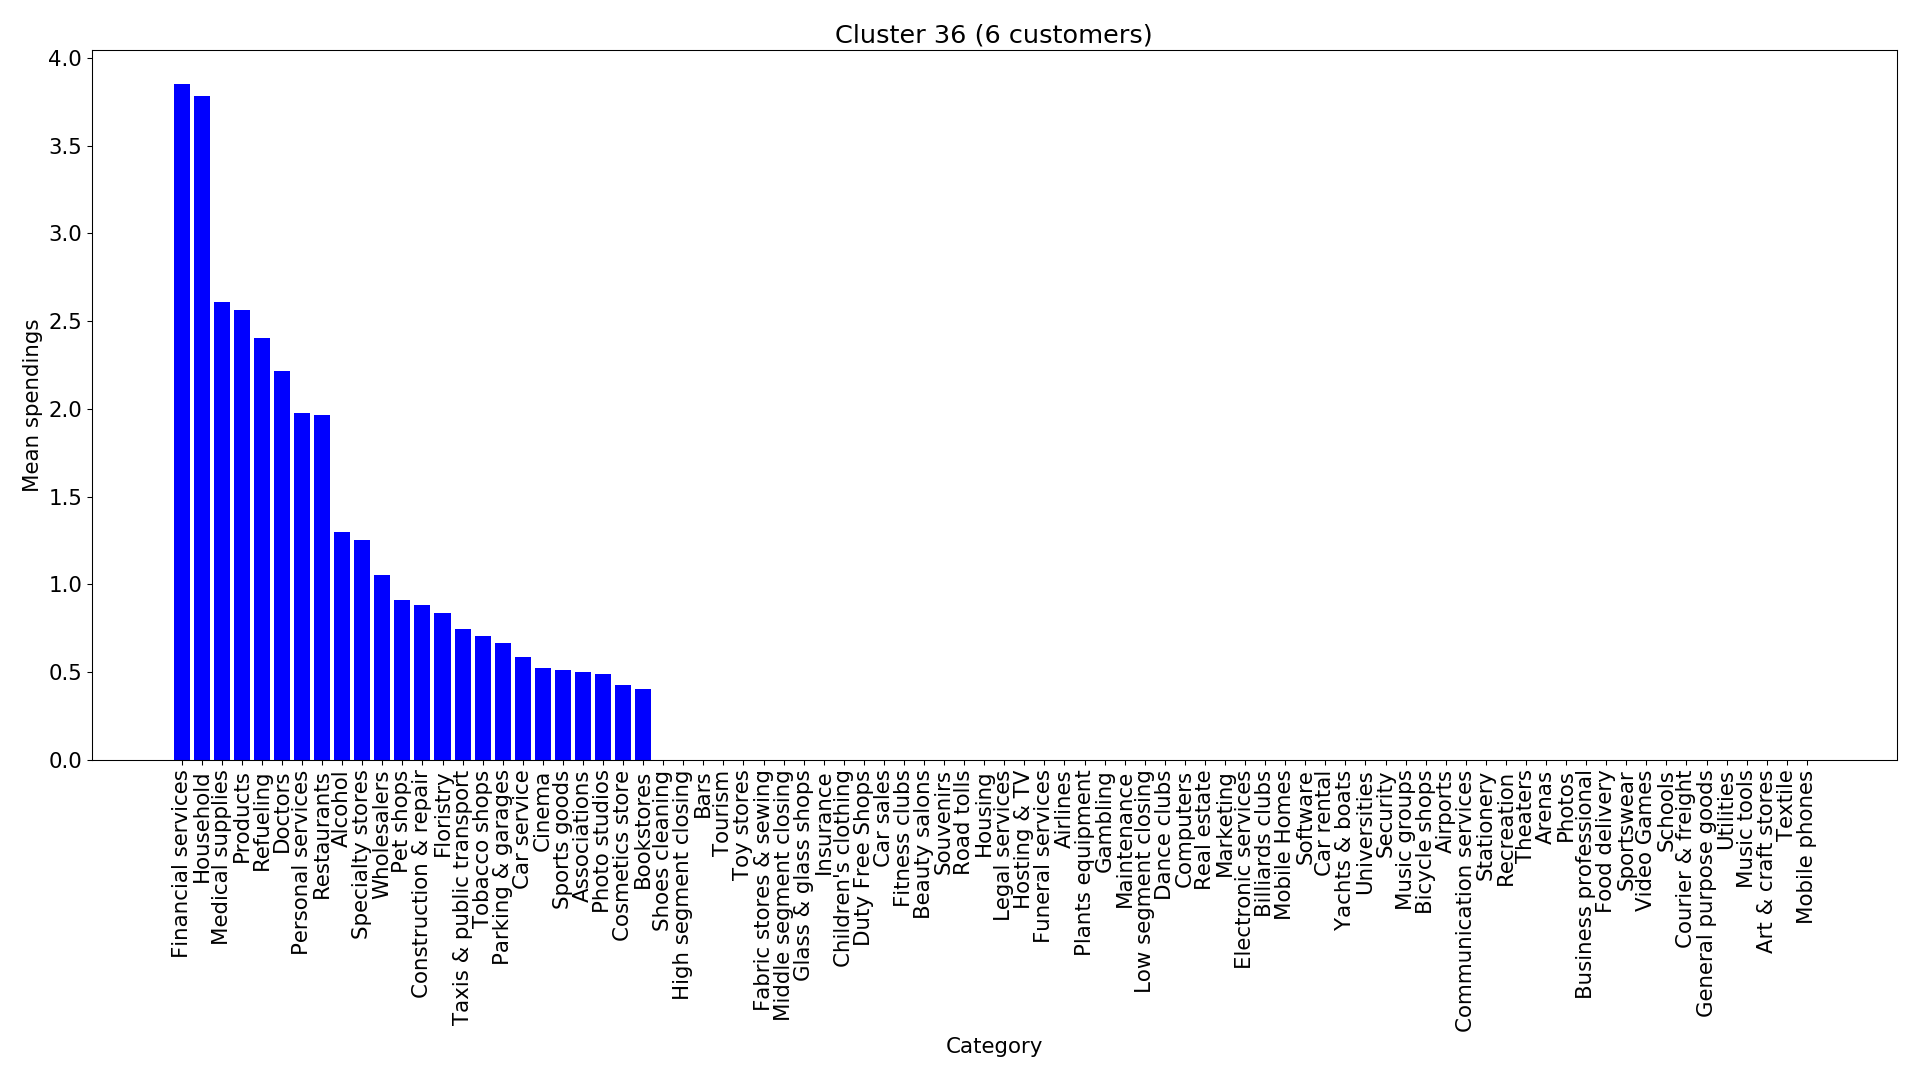 Cluster 36 (6 customers)
Mean spendings
4.0
3.5
3.0
2.5
2.0
1.5
1.0
0.5
0.0
Financial services
Household
Medical supplies
Products
Refueling
Doctors
Personal services
Restaurants
Alcohol
Specialty stores
Wholesalers
Pet shops
Construction & repair
Floristry
Taxis & public transport
Tobacco shops
Parking & garages
Car service
Cinema
Sports goods
Associations
Photo studios
Cosmetics store
Bookstores
Shoes cleaning
High segment closing
Bars
Tourism
Toy stores
Fabric stores & sewing
Middle segment closing
Glass & glass shops
Insurance
Children's clothing
Duty Free Shops
Car sales
Fitness clubs
Beauty salons
Souvenirs
Road tolls
Housing
Legal services
Hosting & TV
Funeral services
Airlines
Plants equipment
Gambling
Maintenance
Low segment closing
Dance clubs
Computers
Real estate
Marketing
Electronic services
Billiards clubs
Mobile Homes
Software
Car rental
Yachts & boats
Universities
Security
Music groups
Bicycle shops
Airports
Communication services
Stationery
Recreation
Theaters
Arenas
Photos
Business professional
Food delivery
Sportswear
Video Games
Schools
Courier & freight
General purpose goods
Utilities
Music tools
Art & craft stores
Textile
Mobile phones
Category